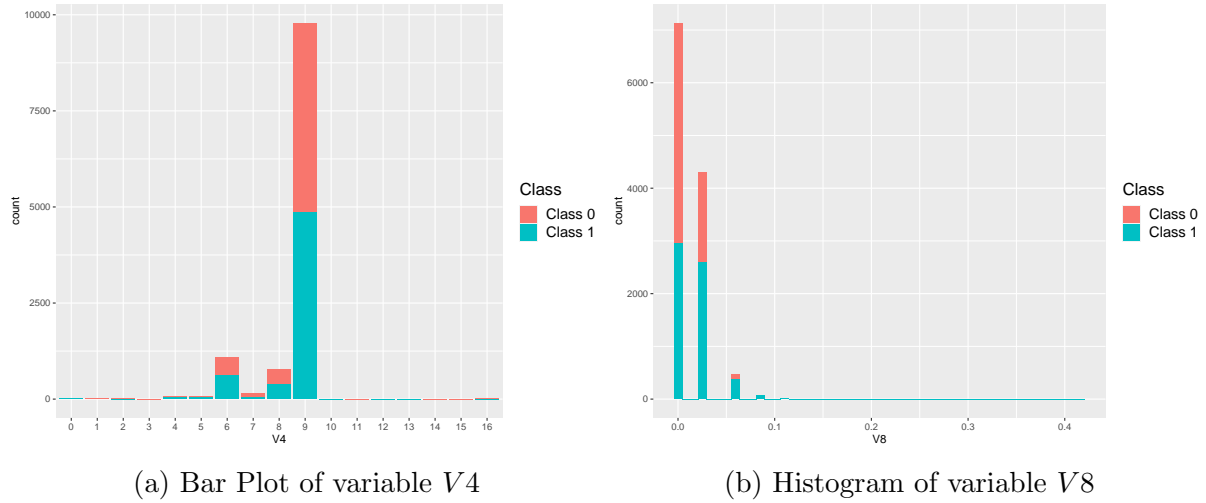 10000
7500
5000
2500
0
count
0 1 2 3 4 5 6 7 8 9 10 11 12 13 14 15 16
V4
Class
Class 0
Class 1
(a) Bar Plot of variable V4
6000
4000
2000
0
count
0.0 0.1 0.2 0.3 0.4
V8
Class
Class 0
Class 1
(b) Histogram of variable V8